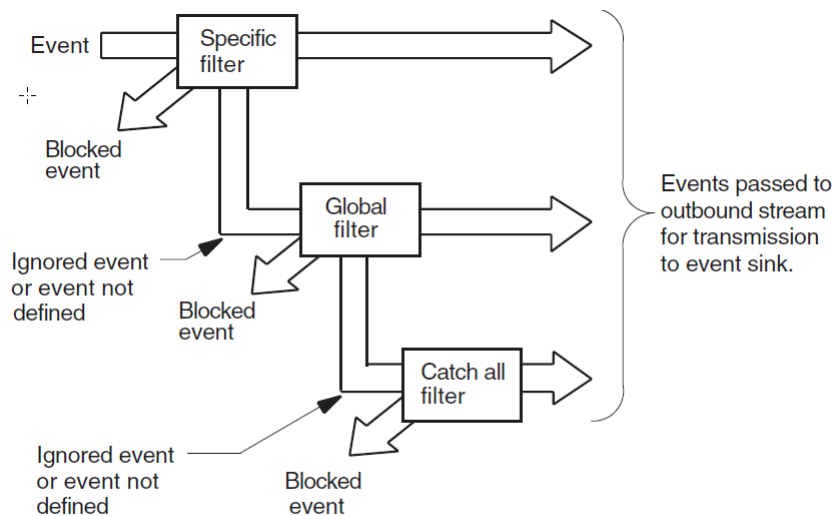 Event
Specific
filter
Blocked
event
Global
filter
Events passed to
outbound stream
for transmission
to event sink.
Ignored event
or event not
defined
Blocked
event
Catch all
filter
Ignored event
or event not
defined
Blocked
event